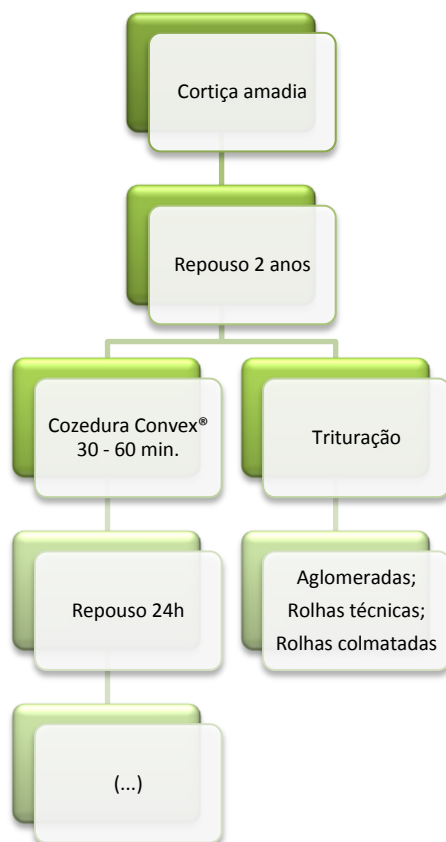 Cortiça amadia
Repouso 2 anos
Cozedura Convex®
30 - 60 min.
Trituração
Repouso 24h
Aglomeradas;
Rolhas técnicas;
Rolhas colmatadas
(...)